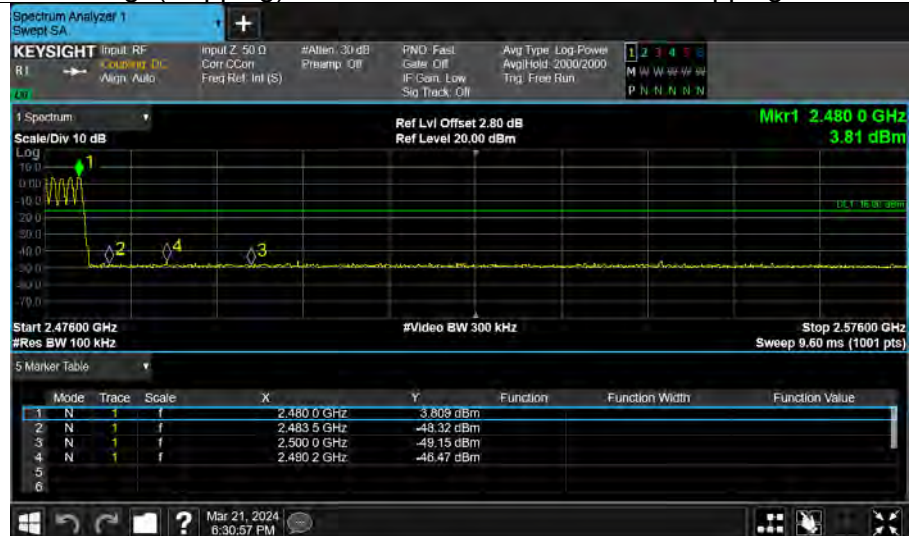 Spectrum Analyzer 1
Swept SA
+
KEYSIGHT Input: RF
R1 Coupling: DC
Align: Auto
Input Z: 50 Ω
Corr CCorr
Freq Ref: Int (S)
#Atten: 30 dB
Preamp: Off
PNO: Fast
Gate: Off
IF Gain: Low
Sig Track: Off
Avg Type: Log-Power
Avg|Hold: 2000/2000
Trig: Free Run
1 2 3 4 5 6
M W W W W W
P N N N N N
1 Spectrum
Scale/Div 10 dB
Ref Lvl Offset 2.80 dB
Ref Level 20.00 dBm
Mkr1 2.480 0 GHz
3.81 dBm
Log
10.0
0.00
-10.0
-20.0
-30.0
-40.0
-50.0
-70.0
1
2
4
3
Start 2.47600 GHz
#Res BW 100 kHz
#Video BW 300 kHz
Stop 2.57600 GHz
Sweep 9.60 ms (1001 pts)
5 Marker Table
Mode Trace Scale X Y Function Function Width Function Value
1 N 1 f 2.480 0 GHz 3.809 dBm
2 N 1 f 2.483 5 GHz -48.32 dBm
3 N 1 f 2.500 0 GHz -49.15 dBm
4 N 1 f 2.490 2 GHz -46.47 dBm
5
6
?
Mar 21, 2024
6:30:57 PM